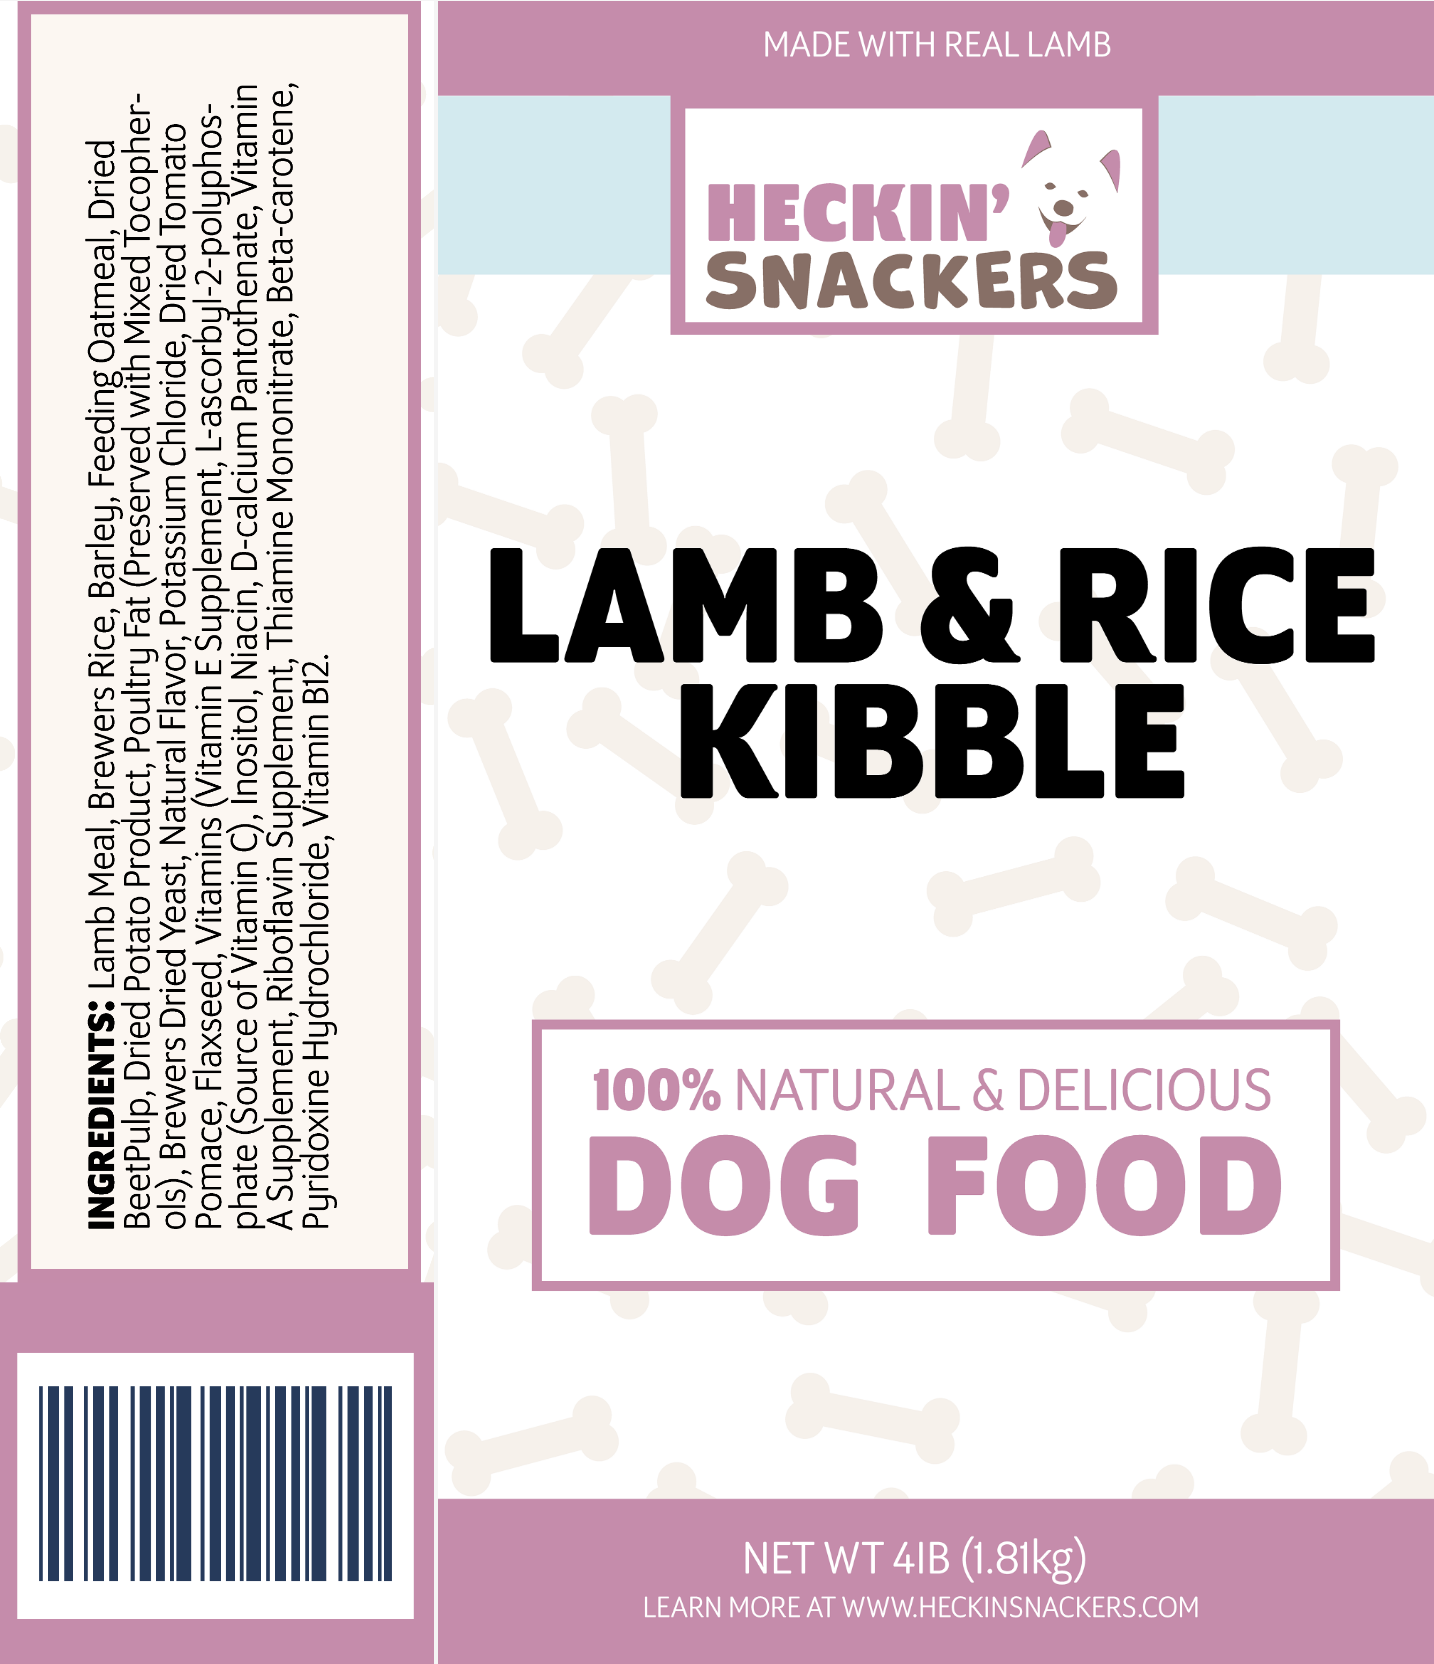 INGREDIENTS: Lamb Meal, Brewers Rice, Barley, Feeding Oatmeal, Dried
BeetPulp, Dried Potato Product, Poultry Fat (Preserved with Mixed Tocopher-
ols), Brewers Dried Yeast, Natural Flavor, Potassium Chloride, Dried Tomato
Pomace, Flaxseed, Vitamins (Vitamin E Supplement, L-ascorbyl-2-polyphos-
phate (Source of Vitamin C), Inositol, Niacin, D-calcium Pantothenate, Vitamin
A Supplement, Riboflavin Supplement, Thiamine Mononitrate, Beta-carotene,
Pyridoxine Hydrochloride, Vitamin B12.
MADE WITH REAL LAMB
HECKIN'
SNACKERS
LAMB & RICE
KIBBLE
100% NATURAL & DELICIOUS
DOG FOOD
NET WT 4IB (1.81kg)
LEARN MORE AT WWW.HECKINSNACKERS.COM